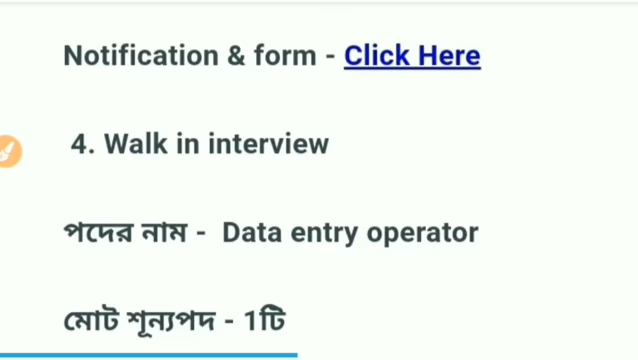 Notification & form - Click Here
4. Walk in interview
পদের নাম - Data entry operator
মোট শূন্যপদ - 1টি